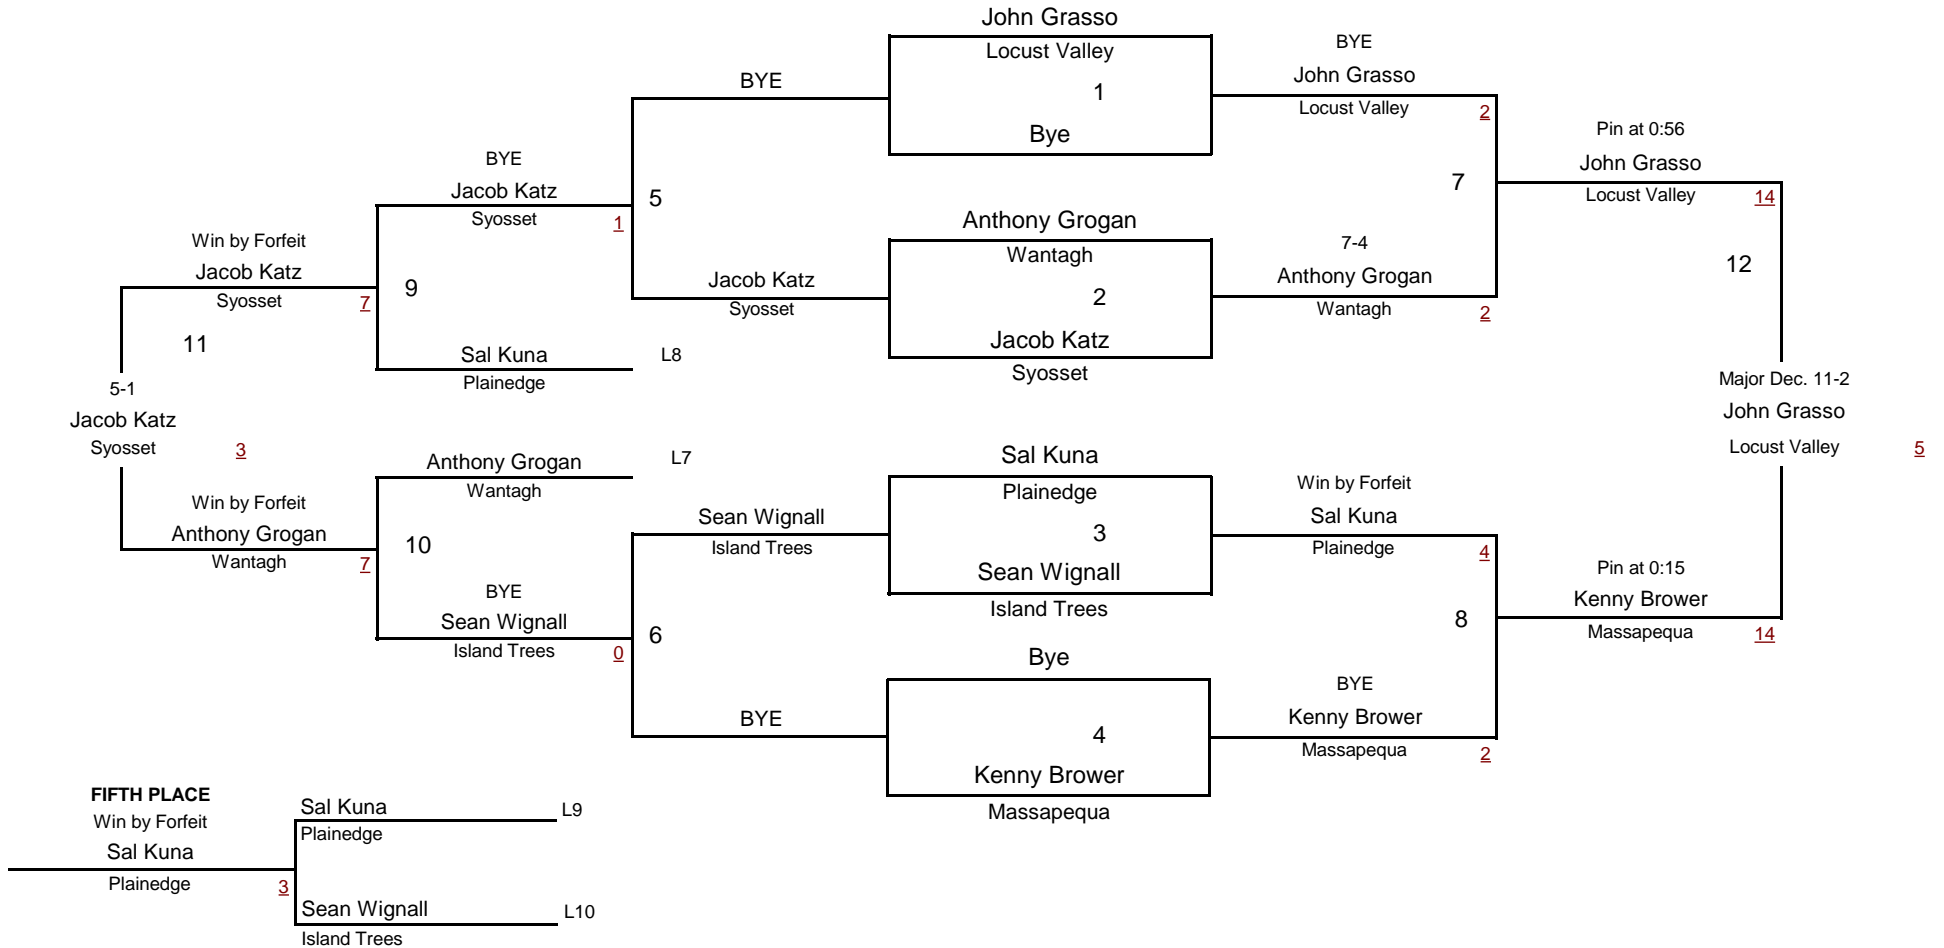 John Grasso
Locust Valley
1
Bye
BYE
BYE
John Grasso
Locust Valley
2
Pin at 0:56
John Grasso
Locust Valley
14
7
12
BYE
Jacob Katz
Syosset
1
5
Anthony Grogan
Wantagh
2
Jacob Katz
Syosset
7-4
Anthony Grogan
Wantagh
2
Win by Forfeit
Jacob Katz
Syosset
7
9
Jacob Katz
Syosset
11
Sal Kuna
Plainedge
L8
5-1
Jacob Katz
Syosset
3
Major Dec. 11-2
John Grasso
Locust Valley
5
Anthony Grogan
Wantagh
L7
Sal Kuna
Plainedge
3
Sean Wignall
Island Trees
Win by Forfeit
Sal Kuna
Plainedge
4
Win by Forfeit
Anthony Grogan
Wantagh
7
10
Sean Wignall
Island Trees
BYE
Sean Wignall
Island Trees
0
6
8
Pin at 0:15
Kenny Brower
Massapequa
14
Bye
4
Kenny Brower
Massapequa
BYE
BYE
Kenny Brower
Massapequa
2
FIFTH PLACE
Win by Forfeit
Sal Kuna
Plainedge
3
Sal Kuna
Plainedge
L9
Sean Wignall
Island Trees
L10